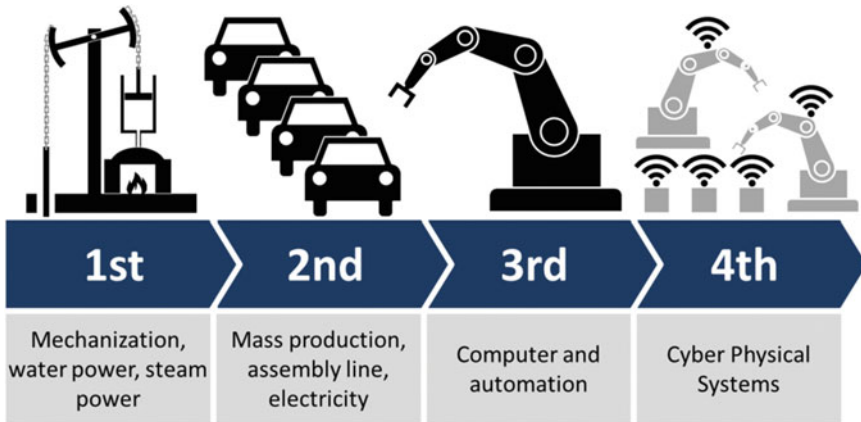 1st
2nd
3rd
4th
Mechanization,
water power, steam
power
Mass production,
assembly line,
electricity
Computer and
automation
Cyber Physical
Systems